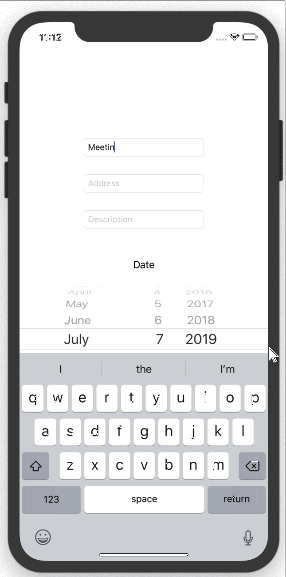 11:12
Meetin
Address
Description
Date
April 4 2016
May 5 2017
June 6 2018
July 7 2019
I the I'm
q w e r t y u i o p
a s d f g h j k l
z x c v b n m
123 space return